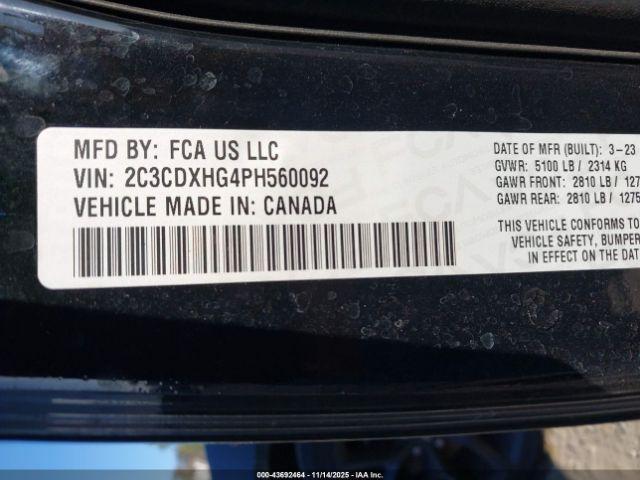 MFD BY: FCA US LLC
VIN: 2C3CDXHG4PH560092
VEHICLE MADE IN: CANADA
DATE OF MFR (BUILT): 3-23
GVWR: 5100 LB / 2314 KG
GAWR FRONT: 2810 LB / 127
GAWR REAR: 2810 LB / 1275
THIS VEHICLE CONFORMS TO
VEHICLE SAFETY, BUMPER
IN EFFECT ON THE DAT
000-43692464 - 11/14/2025 - IAA Inc.